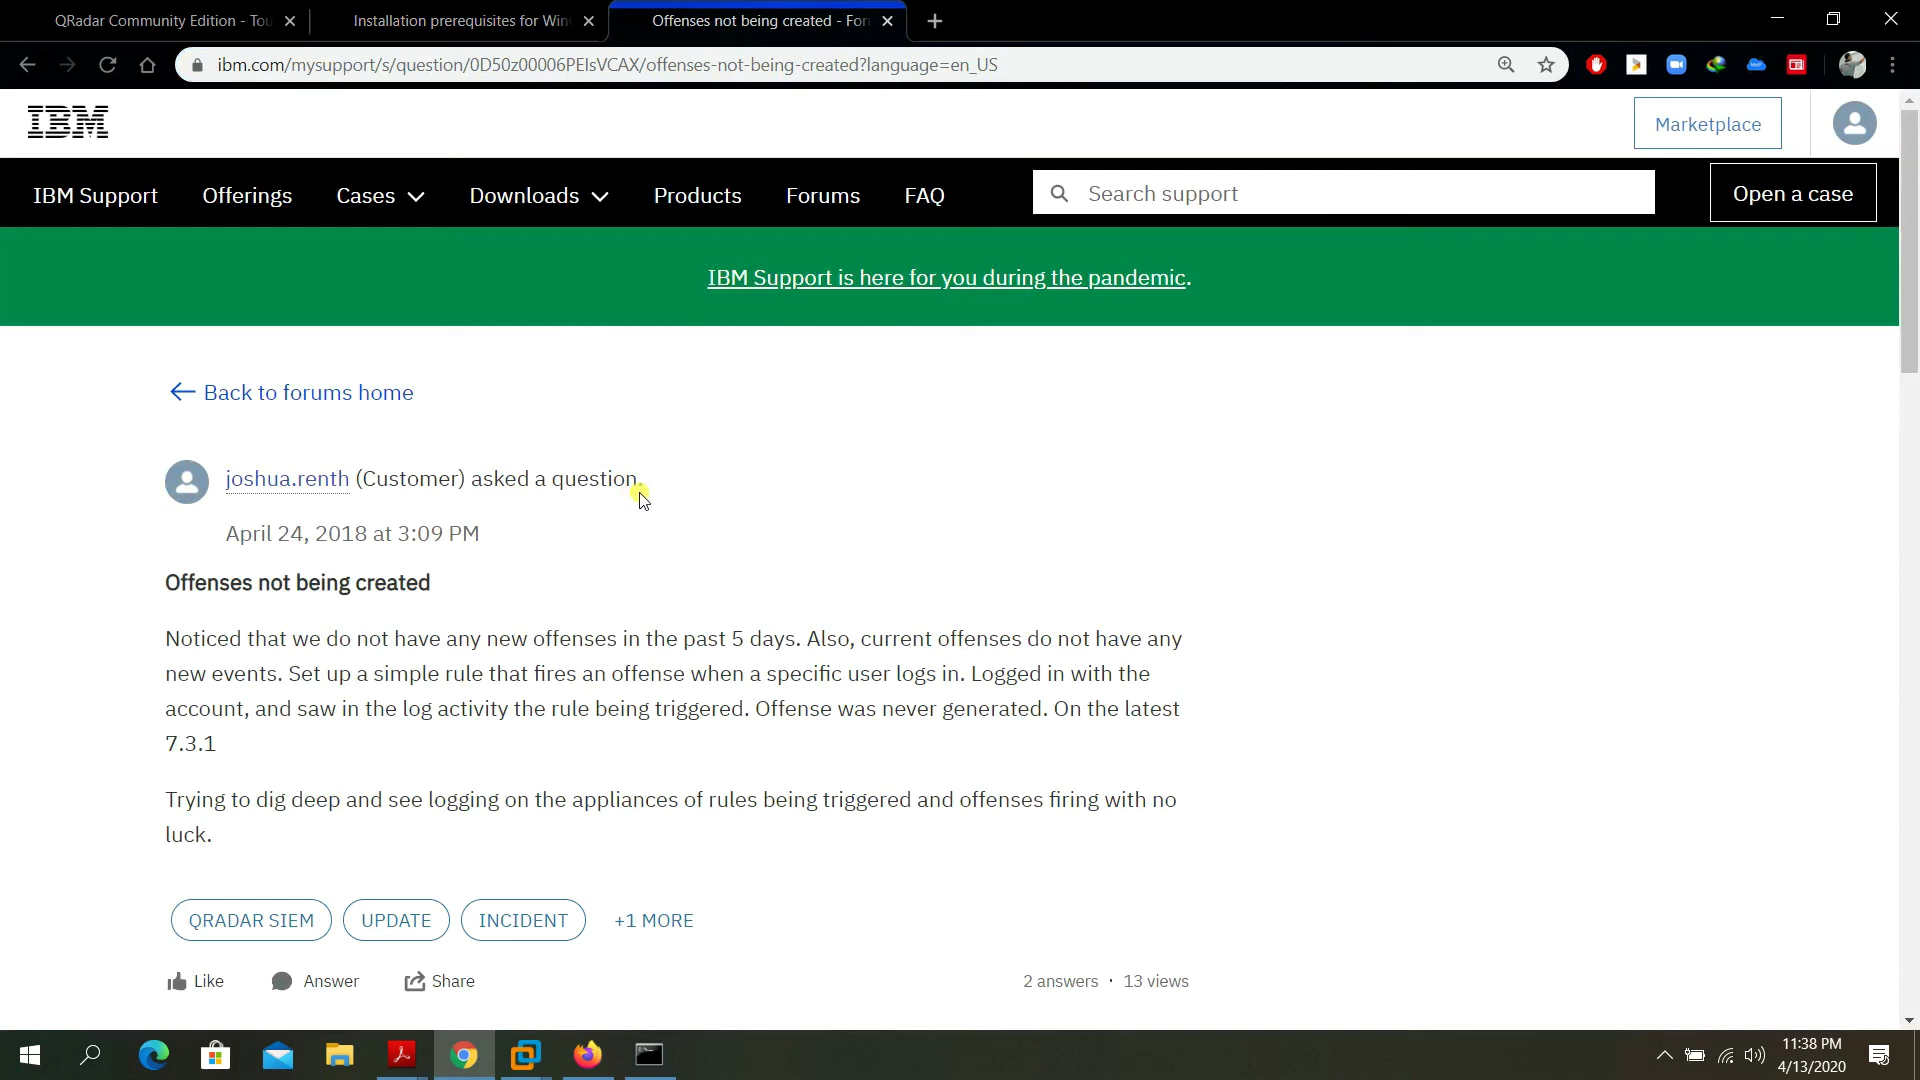 QRadar Community Edition - Tou
Installation prerequisites for Win
Offenses not being created - For
ibm.com/mysupport/s/question/0D50z00006PEIsVCAX/offenses-not-being-created?language=en_US
IBM
Marketplace
IBM Support
Offerings
Cases
Downloads
Products
Forums
FAQ
Search support
Open a case
IBM Support is here for you during the pandemic.
Back to forums home
joshua.renth (Customer) asked a question.
April 24, 2018 at 3:09 PM
Offenses not being created
Noticed that we do not have any new offenses in the past 5 days. Also, current offenses do not have any
new events. Set up a simple rule that fires an offense when a specific user logs in. Logged in with the
account, and saw in the log activity the rule being triggered. Offense was never generated. On the latest
7.3.1
Trying to dig deep and see logging on the appliances of rules being triggered and offenses firing with no
luck.
QRADAR SIEM
UPDATE
INCIDENT
+1 MORE
Like
Answer
Share
2 answers · 13 views
11:38 PM
4/13/2020